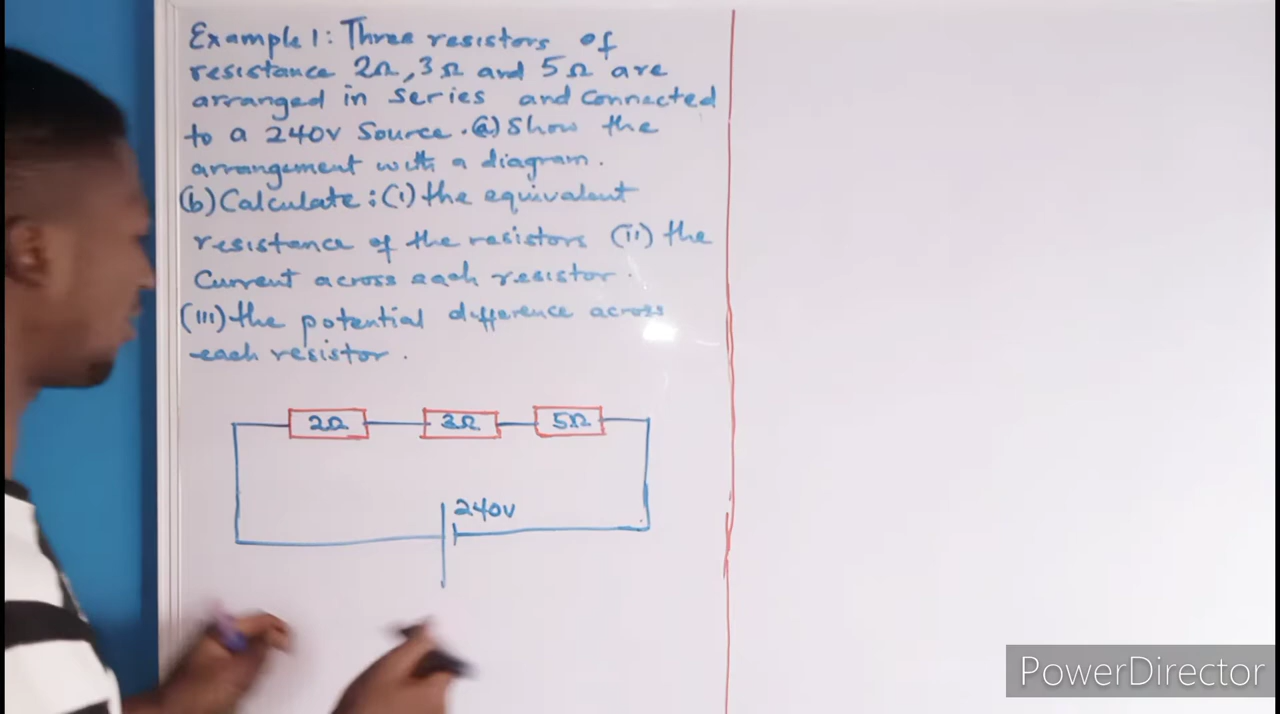 Example 1: Three resistors of
resistance 2Ω, 3Ω and 5Ω are
arranged in series and connected
to a 240V source. (a) Show the
arrangement with a diagram.
(b) Calculate: (i) the equivalent
resistance of the resistors (ii) the
current across each resistor.
(iii) the potential difference across
each resistor.
2Ω 3Ω 5Ω
240V
PowerDirector